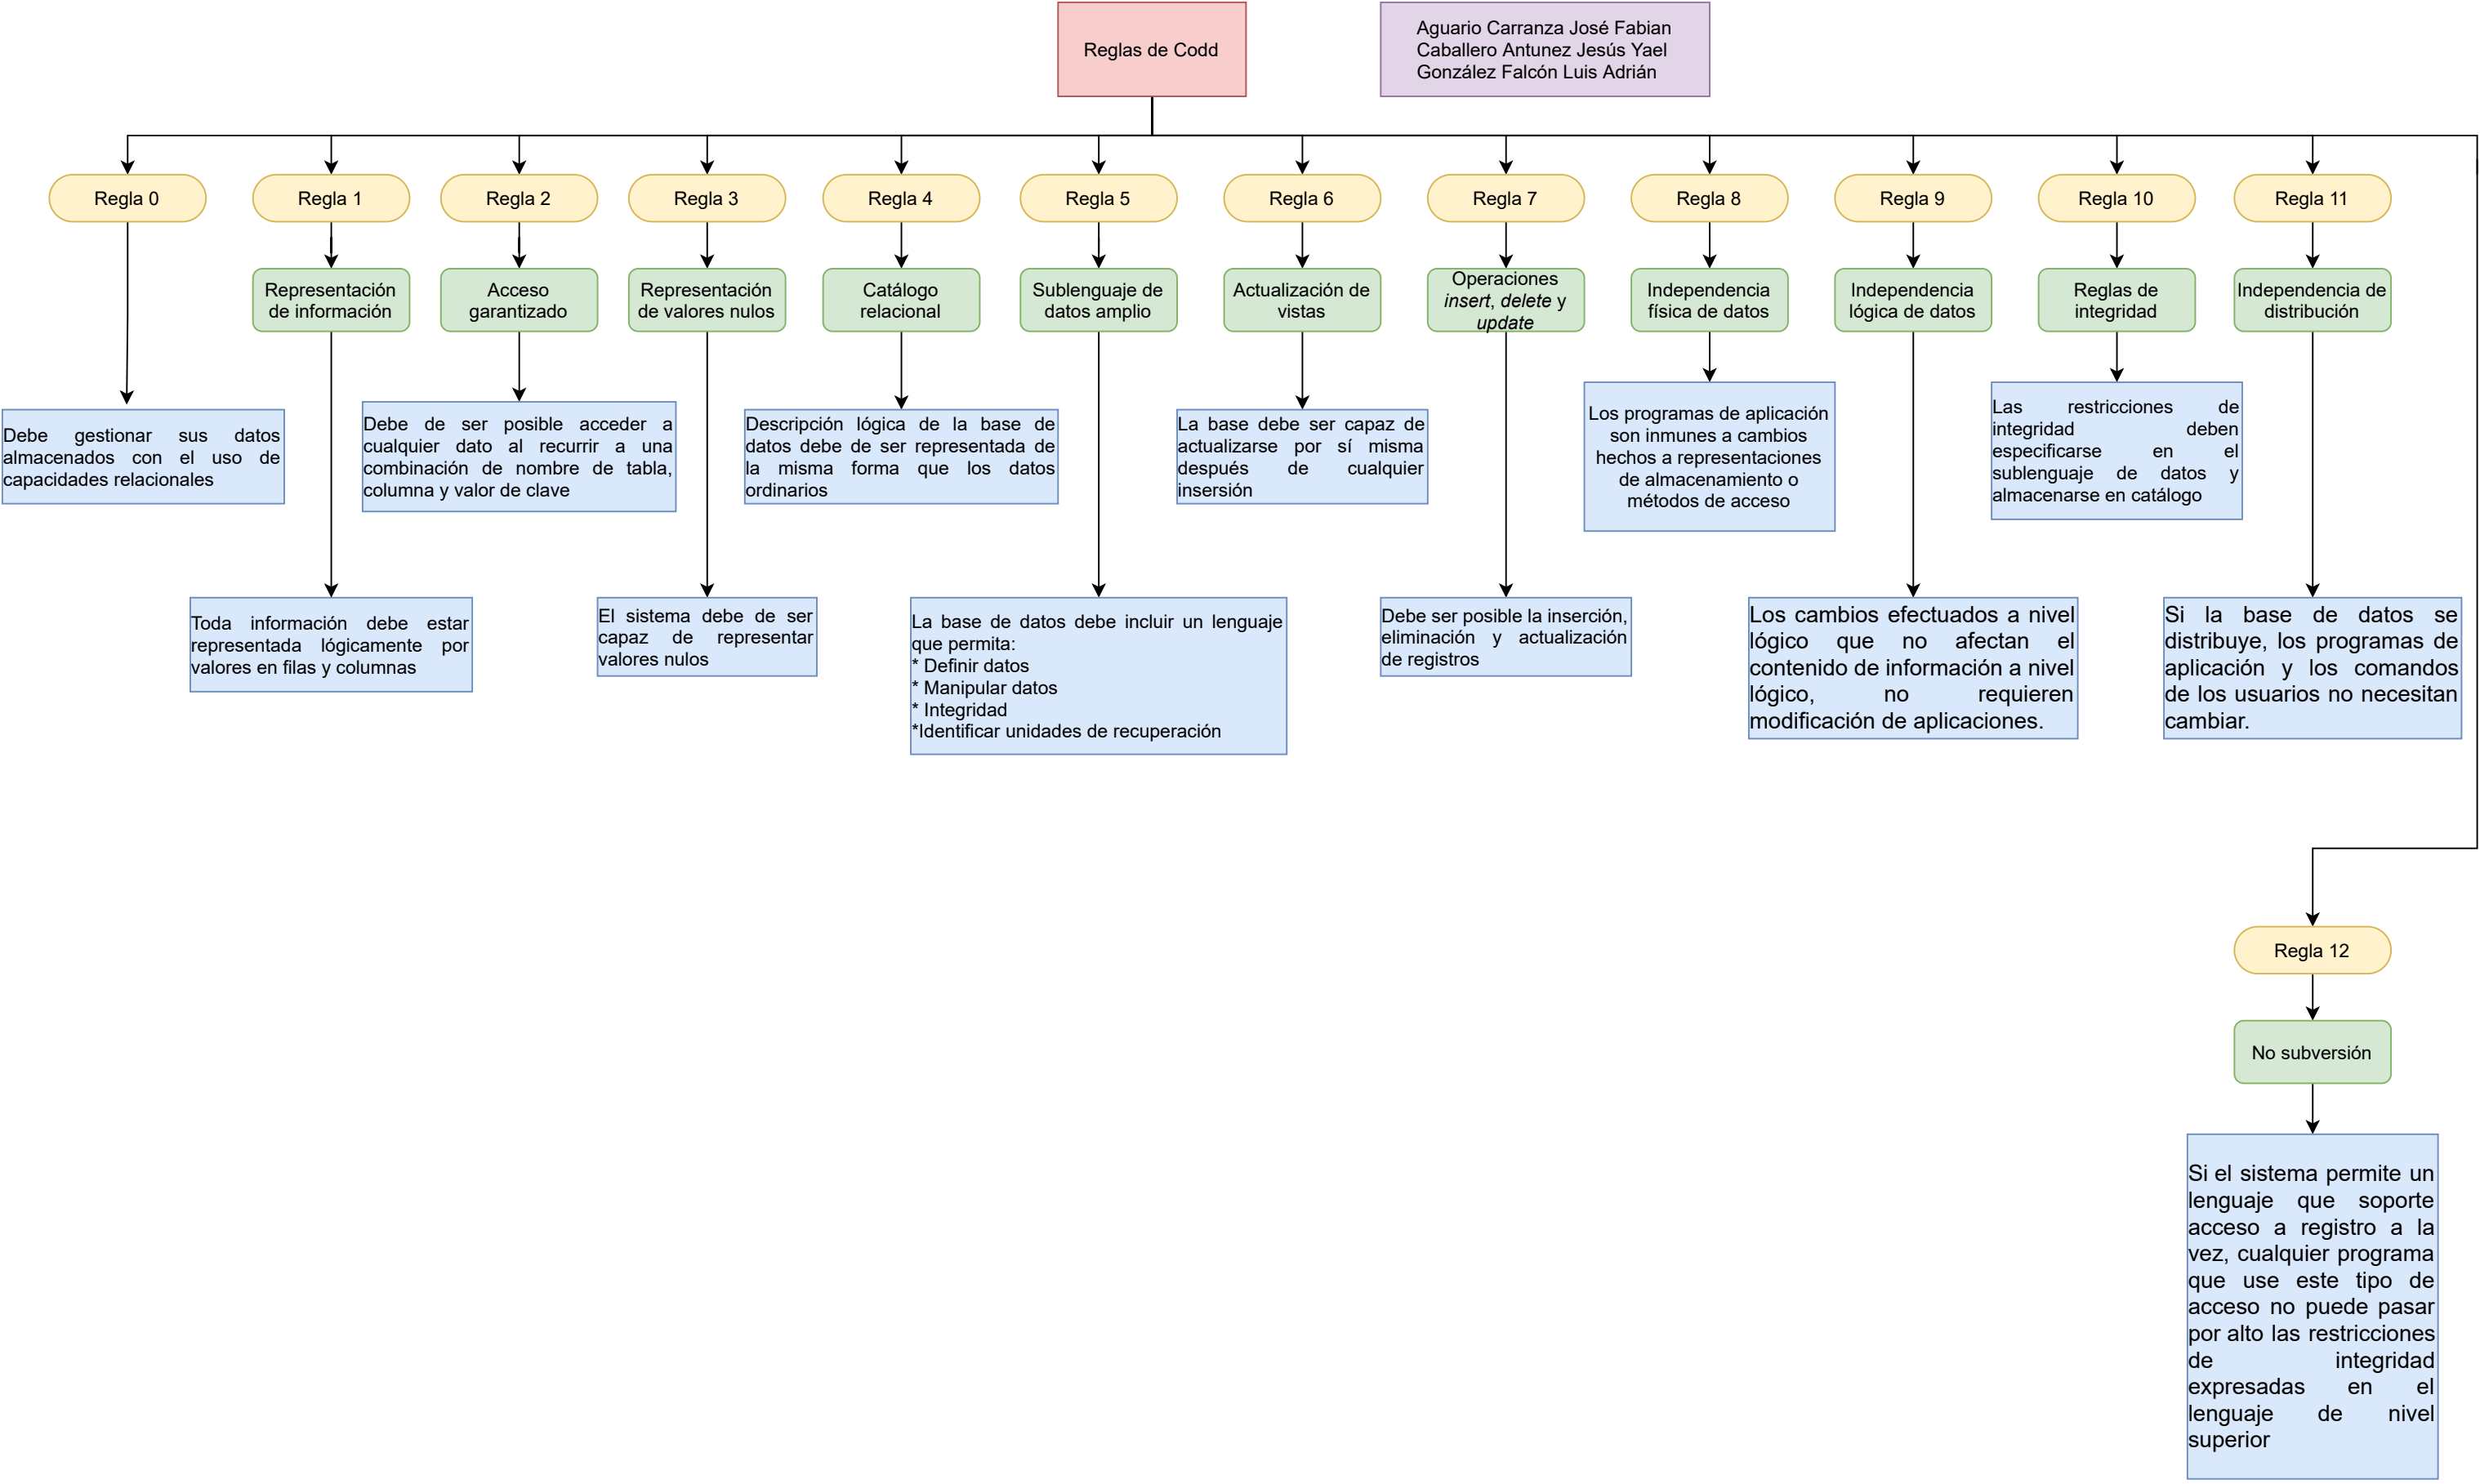 Reglas de Codd
Aguario Carranza José Fabian
Caballero Antunez Jesús Yael
González Falcón Luis Adrián
Regla 0
Regla 1
Regla 2
Regla 3
Regla 4
Regla 5
Regla 6
Regla 7
Regla 8
Regla 9
Regla 10
Regla 11
Representación
de información
Acceso
garantizado
Representación
de valores nulos
Catálogo
relacional
Sublenguaje de
datos amplio
Actualización de
vistas
Operaciones
insert, delete y
update
Independencia
física de datos
Independencia
lógica de datos
Reglas de
integridad
Independencia de
distribución
Debe gestionar sus datos
almacenados con el uso de
capacidades relacionales
Debe de ser posible acceder a
cualquier dato al recurrir a una
combinación de nombre de tabla,
columna y valor de clave
Descripción lógica de la base de
datos debe de ser representada de
la misma forma que los datos
ordinarios
La base debe ser capaz de
actualizarse por sí misma
después de cualquier
insersión
Los programas de aplicación
son inmunes a cambios
hechos a representaciones
de almacenamiento o
métodos de acceso
Las restricciones de
integridad deben
especificarse en el
sublenguaje de datos y
almacenarse en catálogo
Toda información debe estar
representada lógicamente por
valores en filas y columnas
El sistema debe de ser
capaz de representar
valores nulos
La base de datos debe incluir un lenguaje
que permita:
* Definir datos
* Manipular datos
* Integridad
*Identificar unidades de recuperación
Debe ser posible la inserción,
eliminación y actualización
de registros
Los cambios efectuados a nivel
lógico que no afectan el
contenido de información a nivel
lógico, no requieren
modificación de aplicaciones.
Si la base de datos se
distribuye, los programas de
aplicación y los comandos
de los usuarios no necesitan
cambiar.
Regla 12
No subversión
Si el sistema permite un
lenguaje que soporte
acceso a registro a la
vez, cualquier programa
que use este tipo de
acceso no puede pasar
por alto las restricciones
de integridad
expresadas en el
lenguaje de nivel
superior